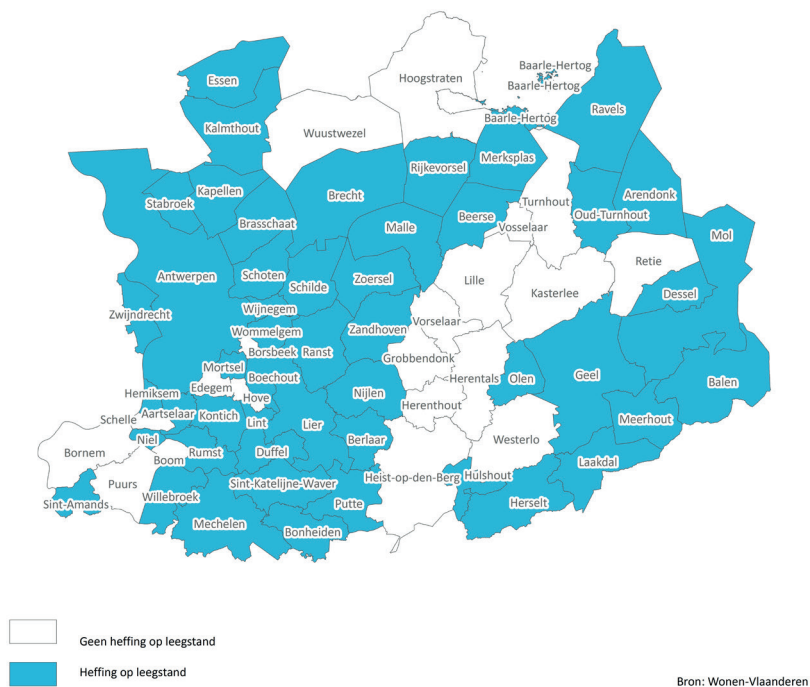 Essen
Kalmthout
Wuustwezel
Hoogstraten
Baarle-Hertog
Baarle-Hertog
Baarle-Hertog
Ravels
Merksplas
Rijkevorsel
Brecht
Kapellen
Stabroek
Brasschaat
Malle
Beerse
Turnhout
Vosselaar
Oud-Turnhout
Arendonk
Mol
Retie
Dessel
Antwerpen
Schoten
Schilde
Zoersel
Lille
Kasterlee
Zwijndrecht
Wijnegem
Wommelgem
Zandhoven
Vorselaar
Borsbeek
Ranst
Grobbendonk
Mortsel
Boechout
Herentals
Olen
Geel
Balen
Edegem
Hove
Nijlen
Herenthout
Hemiksem
Aartselaar
Kontich
Lint
Lier
Meerhout
Schelle
Niel
Berlaar
Westerlo
Bornem
Boom
Rumst
Duffel
Laakdal
Puurs
Sint-Katelijne-Waver
Heist-op-den-Berg
Hulshout
Sint-Amands
Willebroek
Putte
Herselt
Mechelen
Bonheiden
Geen heffing op leegstand
Heffing op leegstand
Bron: Wonen-Vlaanderen